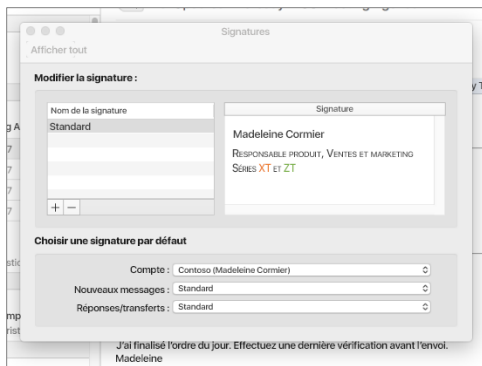 Signatures
Afficher tout
Modifier la signature :
Nom de la signature
Signature
Standard
Madeleine Cormier
RESPONSABLE PRODUIT, VENTES ET MARKETING
SÉRIES XT ET ZT
+ −
Choisir une signature par défaut
Compte : Contoso (Madeleine Cormier)
Nouveaux messages : Standard
Réponses/transferts : Standard
J'ai finalisé l'ordre du jour. Effectuez une dernière vérification avant l'envoi.
Madeleine